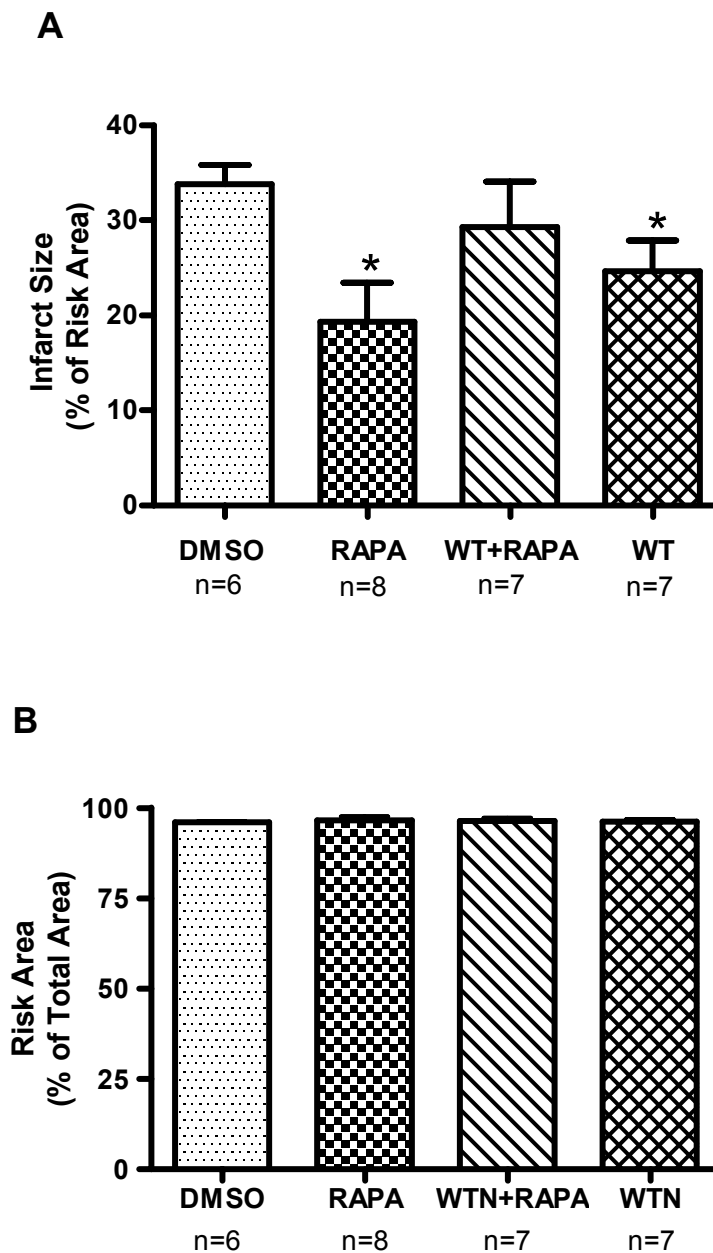 A
Infarct Size
(% of Risk Area)
40
30
20
10
0
*
*
DMSO RAPA WT+RAPA WT
n=6 n=8 n=7 n=7
B
Risk Area
(% of Total Area)
100
75
50
25
0
DMSO RAPA WTN+RAPA WTN
n=6 n=8 n=7 n=7